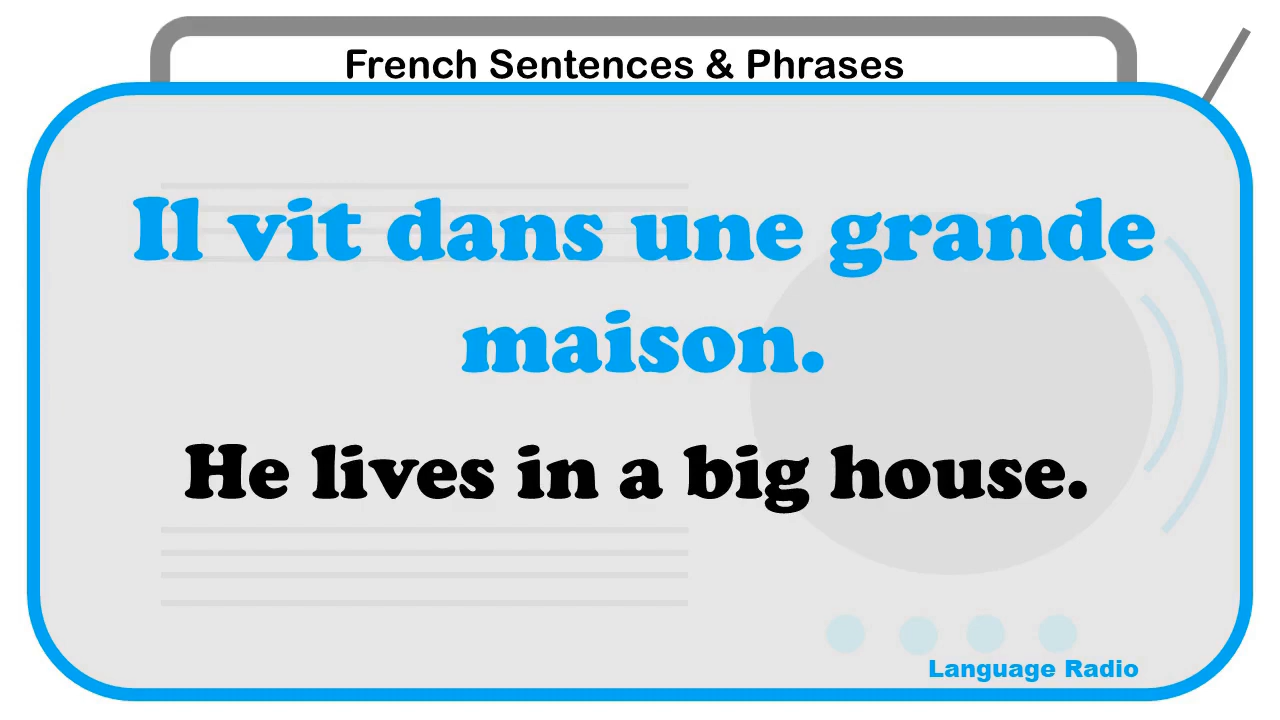 French Sentences & Phrases
Il vit dans une grande
maison.
He lives in a big house.
Language Radio